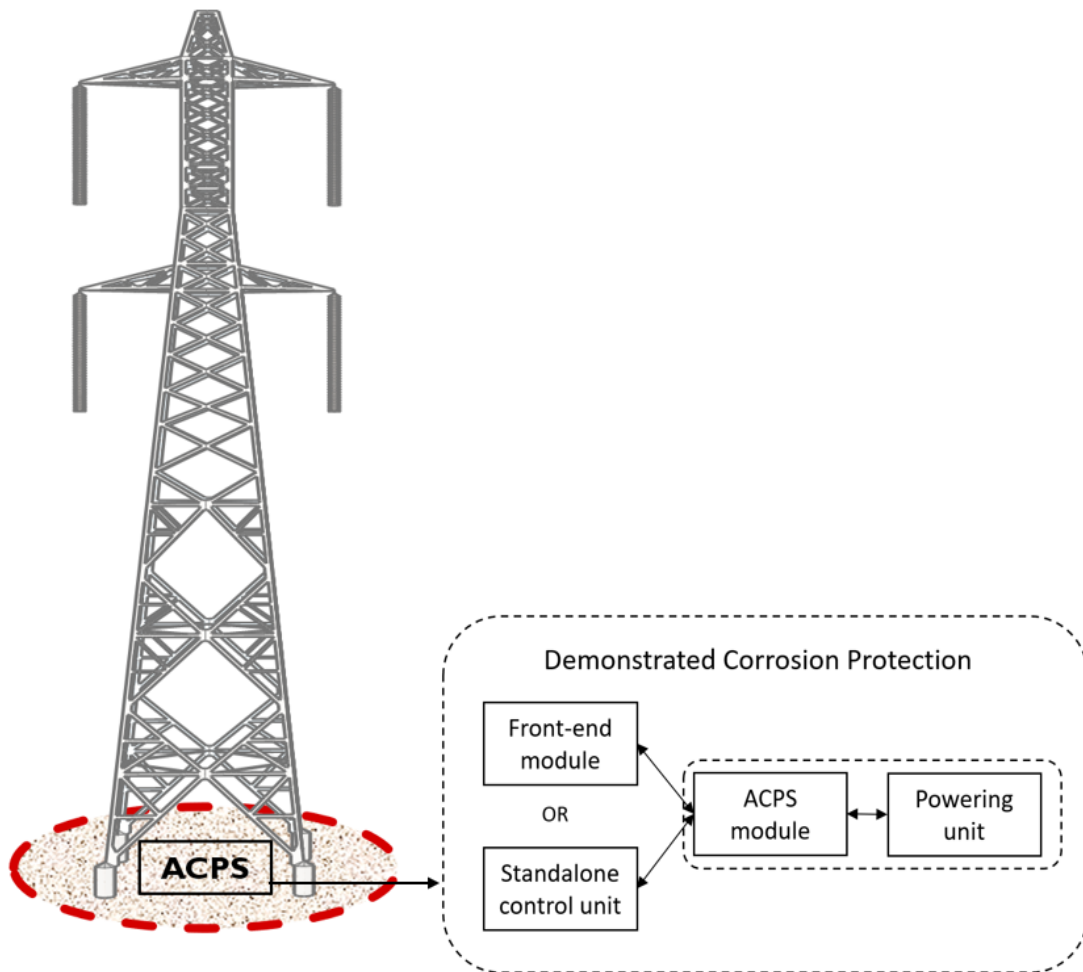 Demonstrated Corrosion Protection
Front-end
module
OR
Standalone
control unit
ACPS
module
Powering
unit
ACPS